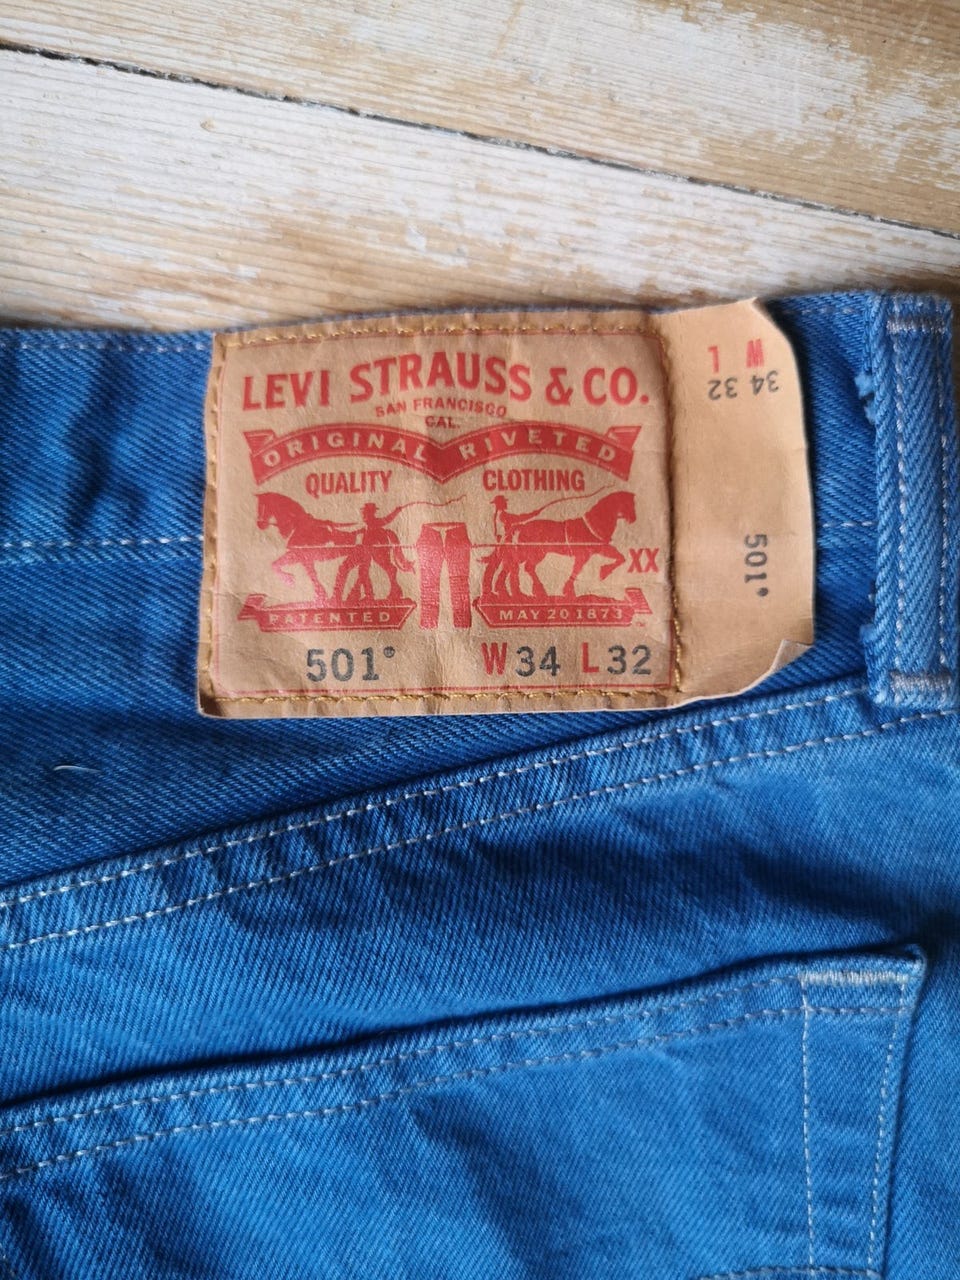 LEVI STRAUSS & CO.
SAN FRANCISCO
CAL.
ORIGINAL RIVETED
QUALITY CLOTHING
XX
PATENTED MAY 20 1873
501® W34 L32
W L
34 32
501®